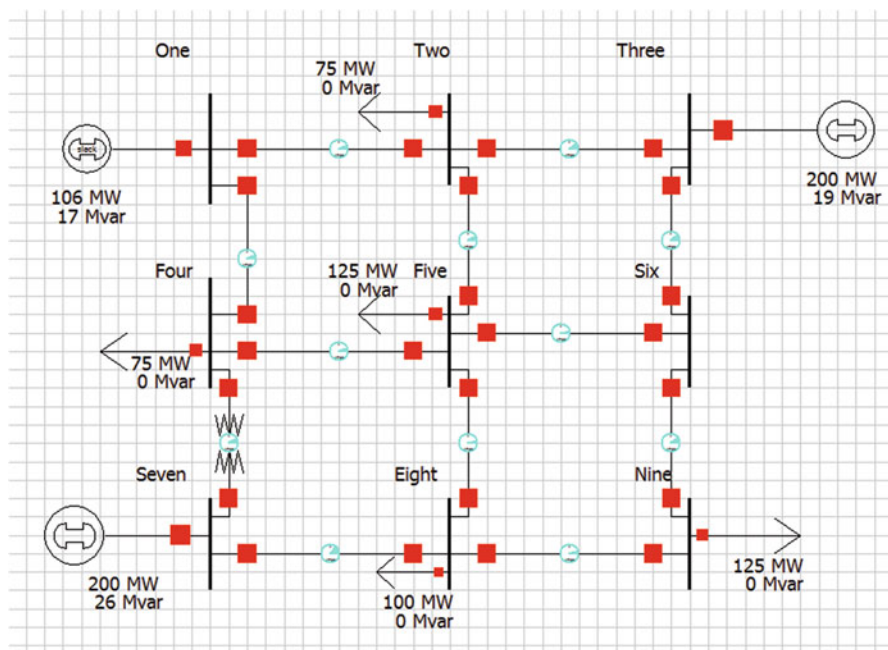 One
Two
Three
75 MW
0 Mvar
slack
106 MW
17 Mvar
200 MW
19 Mvar
Four
125 MW
0 Mvar
Five
Six
75 MW
0 Mvar
Seven
Eight
Nine
200 MW
26 Mvar
100 MW
0 Mvar
125 MW
0 Mvar